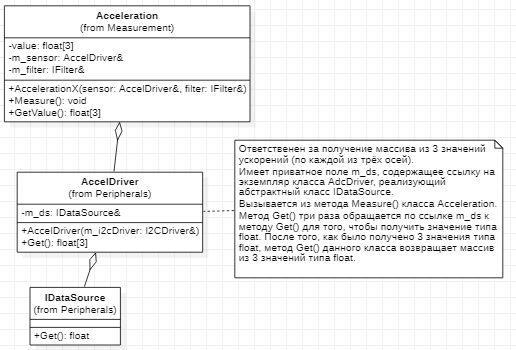 Acceleration
(from Measurement)
-value: float[3]
-m_sensor: AccelDriver&
-m_filter: IFilter&
+AccelerationX(sensor: AccelDriver&, filter: IFilter&)
+Measure(): void
+GetValue(): float[3]
AccelDriver
(from Peripherals)
-m_ds: IDataSource&
+AccelDriver(m_i2cDriver: I2CDriver&)
+Get(): float[3]
Ответственен за получение массива из 3 значений
ускорений (по каждой из трёх осей).
Имеет приватное поле m_ds, содержащее ссылку на
экземпляр класса AdcDriver, реализующий
абстрактный класс IDataSource.
Вызывается из метода Measure() класса Acceleration.
Метод Get() три раза обращается по ссылке m_ds к
методу Get() для того, чтобы получить значение типа
float. После того, как было получено 3 значения типа
float, метод Get() данного класса возвращает массив
из 3 значений типа float.
IDataSource
(from Peripherals)
+Get(): float